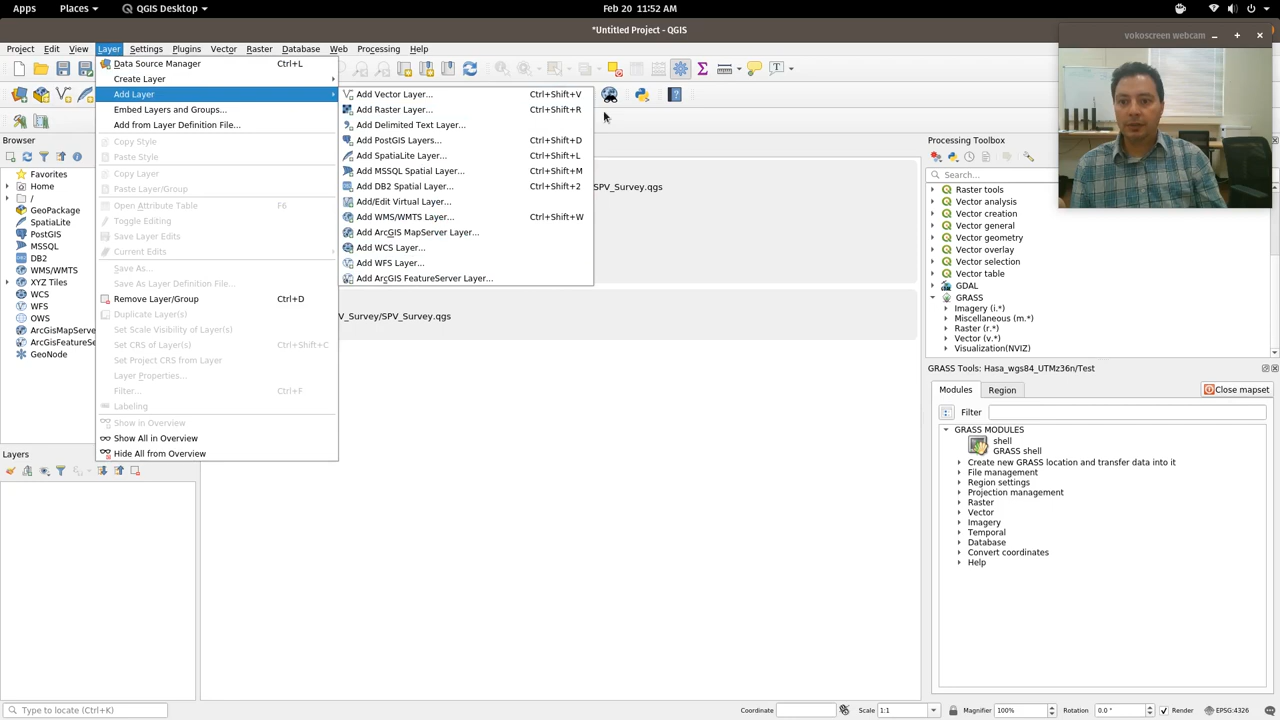 Apps Places QGIS Desktop Feb 20 11:52 AM
*Untitled Project - QGIS
vokoscreen webcam
Project Edit View Layer Settings Plugins Vector Raster Database Web Processing Help
Data Source Manager Ctrl+L
Create Layer
Add Layer
Embed Layers and Groups...
Add from Layer Definition File...
Copy Style
Paste Style
Copy Layer
Paste Layer/Group
Open Attribute Table F6
Toggle Editing
Save Layer Edits
Current Edits
Save As...
Save As Layer Definition File...
Remove Layer/Group Ctrl+D
Duplicate Layer(s)
Set Scale Visibility of Layer(s)
Set CRS of Layer(s) Ctrl+Shift+C
Set Project CRS from Layer
Layer Properties...
Filter... Ctrl+F
Labeling
Show in Overview
Show All in Overview
Hide All from Overview
Add Vector Layer... Ctrl+Shift+V
Add Raster Layer... Ctrl+Shift+R
Add Delimited Text Layer...
Add PostGIS Layers... Ctrl+Shift+D
Add SpatiaLite Layer... Ctrl+Shift+L
Add MSSQL Spatial Layer... Ctrl+Shift+M
Add DB2 Spatial Layer... Ctrl+Shift+2
Add/Edit Virtual Layer...
Add WMS/WMTS Layer... Ctrl+Shift+W
Add ArcGIS MapServer Layer...
Add WCS Layer...
Add WFS Layer...
Add ArcGIS FeatureServer Layer...
SPV_Survey.qgs
V_Survey/SPV_Survey.qgs
Browser
Favorites
Home
/
GeoPackage
SpatiaLite
PostGIS
MSSQL
DB2
WMS/WMTS
XYZ Tiles
WCS
WFS
OWS
ArcGisMapServe
ArcGisFeatureSe
GeoNode
Layers
Processing Toolbox
Search...
Raster tools
Vector analysis
Vector creation
Vector general
Vector geometry
Vector overlay
Vector selection
Vector table
GDAL
GRASS
Imagery (i.*)
Miscellaneous (m.*)
Raster (r.*)
Vector (v.*)
Visualization(NVIZ)
GRASS Tools: Hasa_wgs84_UTMz36n/Test
Modules Region Close mapset
Filter
GRASS MODULES
shell
GRASS shell
Create new GRASS location and transfer data into it
File management
Region settings
Projection management
Raster
Vector
Imagery
Temporal
Database
Convert coordinates
Help
Type to locate (Ctrl+K) Coordinate Scale 1:1 Magnifier 100% Rotation 0.0 ° Render EPSG:4326